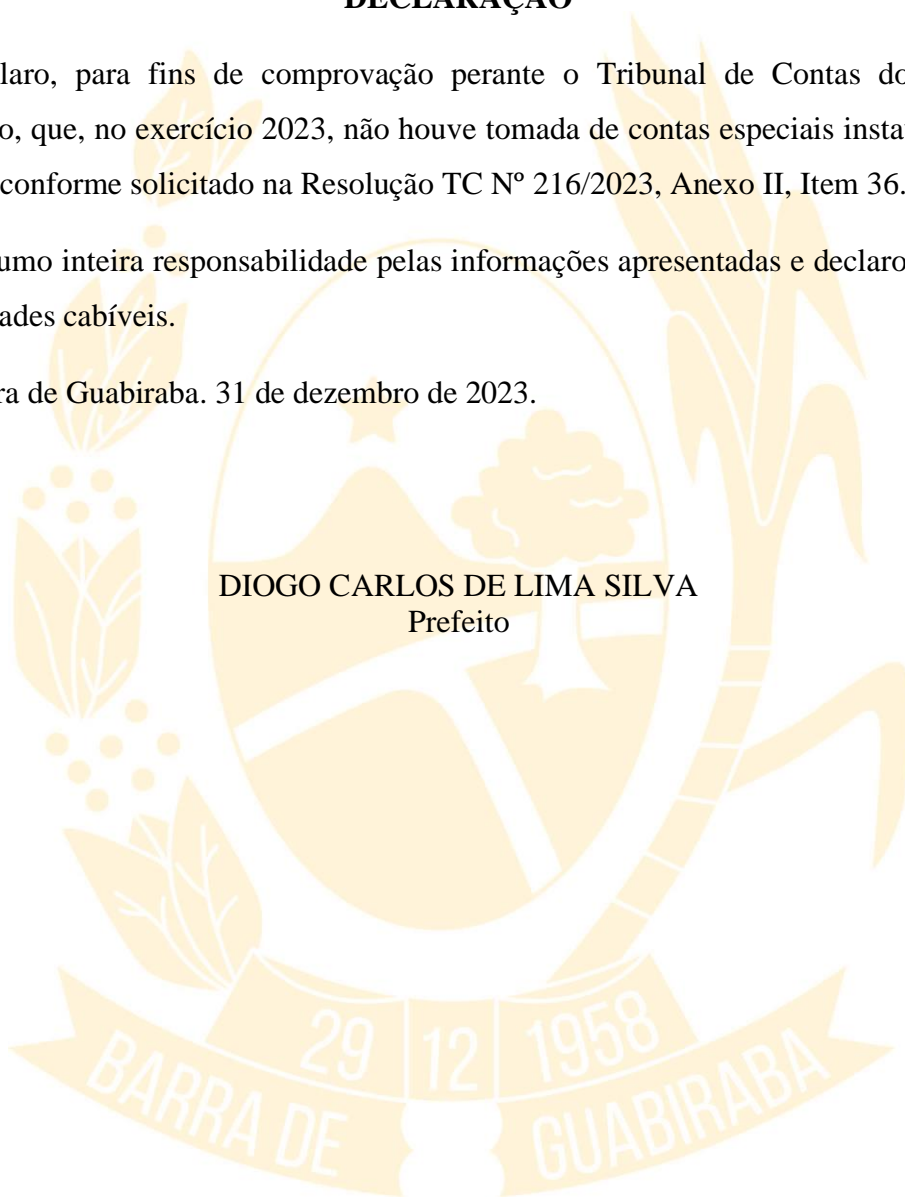 DECLARAÇÃO
laro, para fins de comprovação perante o Tribunal de Contas do
o, que, no exercício 2023, não houve tomada de contas especiais insta
conforme solicitado na Resolução TC Nº 216/2023, Anexo II, Item 36.
umo inteira responsabilidade pelas informações apresentadas e declaro
ades cabíveis.
ra de Guabiraba. 31 de dezembro de 2023.
DIOGO CARLOS DE LIMA SILVA
Prefeito
29 12 1958
BARRA DE GUABIRABA